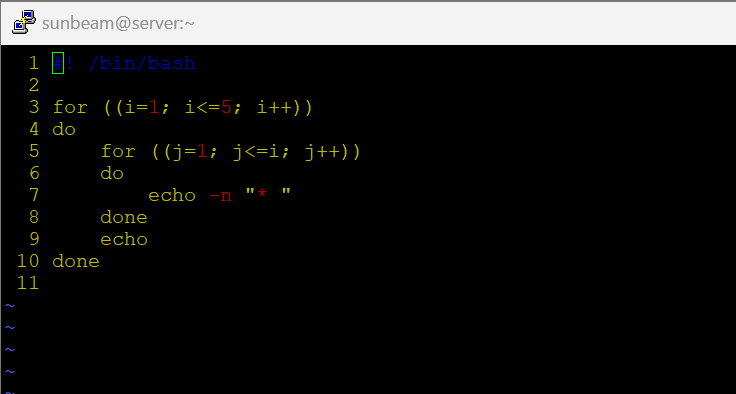 sunbeam@server:~
1 #! /bin/bash
2
3 for ((i=1; i<=5; i++))
4 do
5     for ((j=1; j<=i; j++))
6     do
7         echo -n "* "
8     done
9     echo
10 done
11
~
~
~
~
~